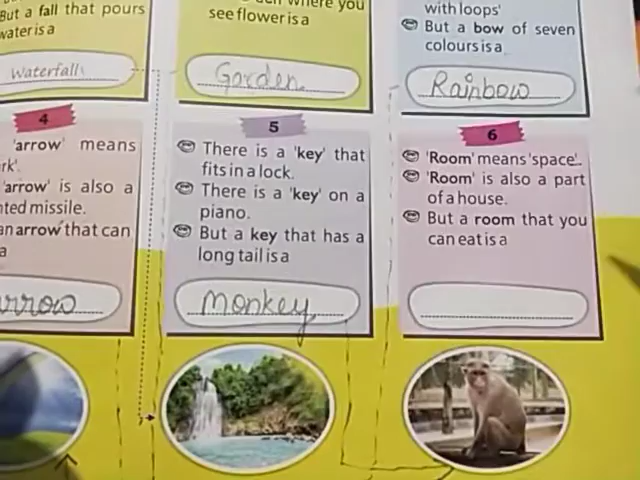 But a fall that pours
water is a
Waterfall
where you
see flower is a
Garden
with loops'
But a bow of seven
colours is a
Rainbow
4
'arrow' means
'arrow' is also a
missile.
an arrow that can
a
5
There is a 'key' that
fits in a lock.
There is a 'key' on a
piano.
But a key that has a
long tail is a
Monkey
6
'Room' means 'space'.
'Room' is also a part
of a house.
But a room that you
can eat is a